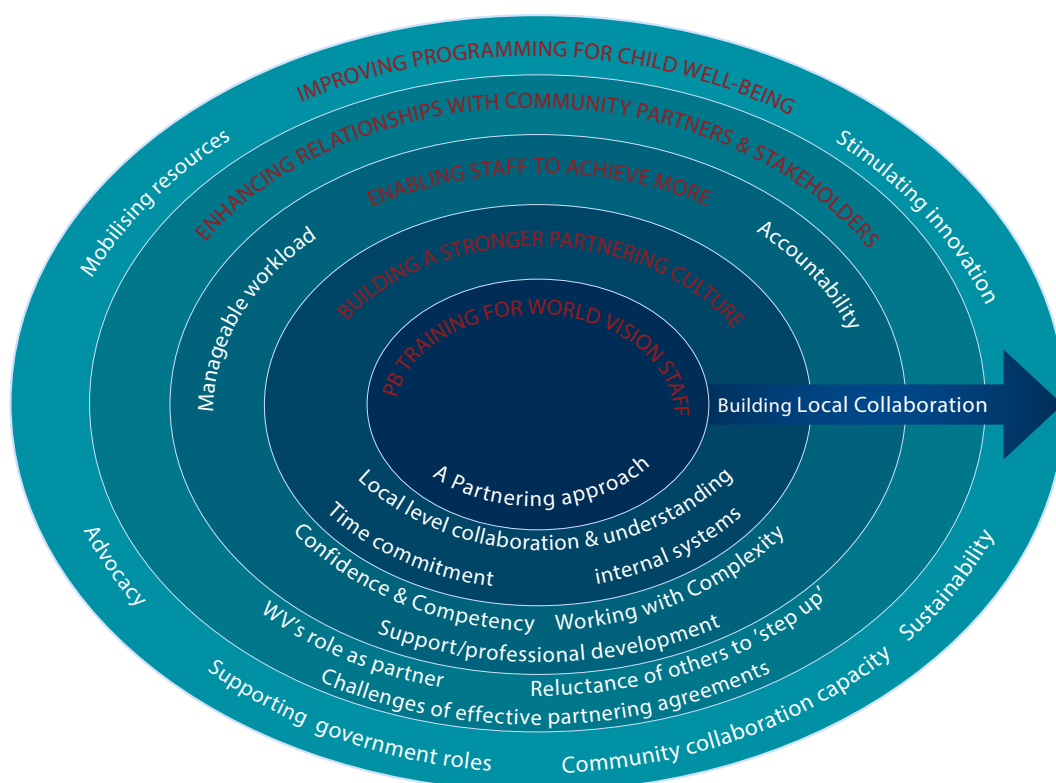 IMPROVING PROGRAMMING FOR CHILD WELL-BEING
Mobilising resources
Stimulating innovation
ENHANCING RELATIONSHIPS WITH COMMUNITY PARTNERS & STAKEHOLDERS
ENABLING STAFF TO ACHIEVE MORE
Manageable workload
Accountability
BUILDING A STRONGER PARTNERING CULTURE
PB TRAINING FOR WORLD VISION STAFF
Building Local Collaboration
A Partnering approach
Local level collaboration & understanding
Time commitment
internal systems
Confidence & Competency
Working with Complexity
Support/professional development
WV's role as partner
Reluctance of others to 'step up'
Challenges of effective partnering agreements
Advocacy
Supporting government roles
Community collaboration capacity
Sustainability